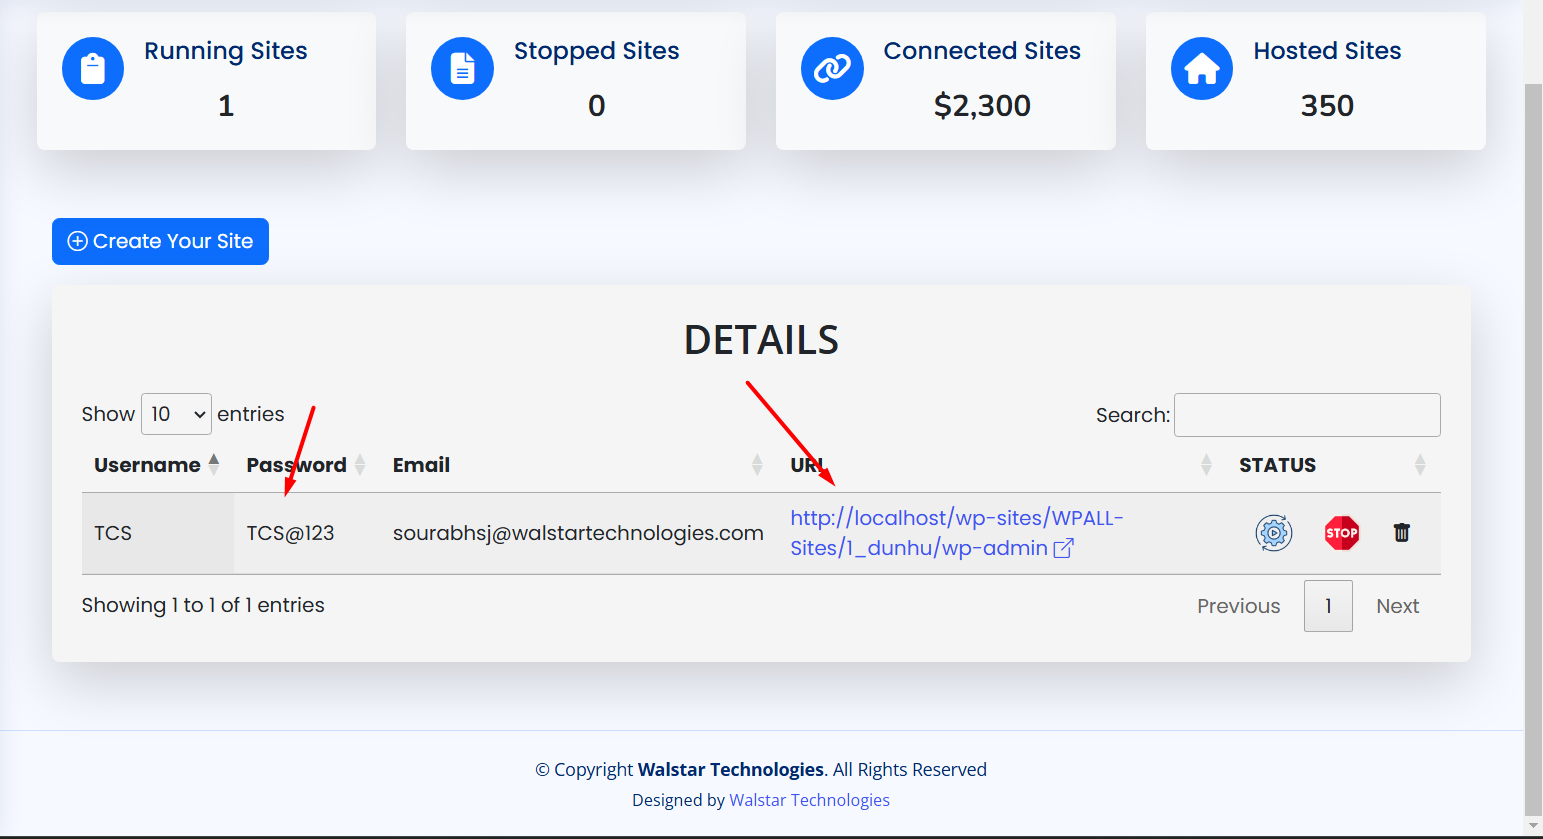 Running Sites
1
Stopped Sites
0
Connected Sites
$2,300
Hosted Sites
350
Create Your Site
DETAILS
Show 10 entries
Search:
Username Password Email URL STATUS
TCS TCS@123 sourabhsj@walstartechnologies.com http://localhost/wp-sites/WPALL-
Sites/1_dunhu/wp-admin STOP
Showing 1 to 1 of 1 entries
Previous 1 Next
© Copyright Walstar Technologies. All Rights Reserved
Designed by Walstar Technologies